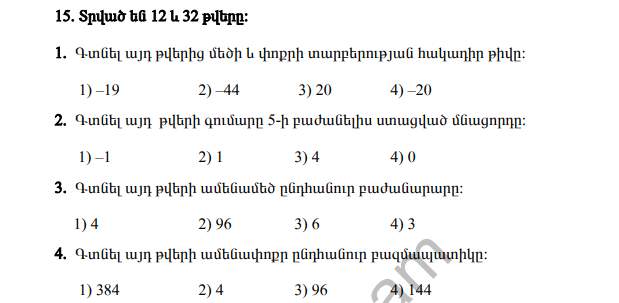 15. Տրված են 12 և 32 թվերը:
1. Գտնել այդ թվերից մեծի և փոքրի տարբերության հակադիր թիվը:
1) –19 2) –44 3) 20 4) –20
2. Գտնել այդ թվերի գումարը 5-ի բաժանելիս ստացված մնացորդը:
1) –1 2) 1 3) 4 4) 0
3. Գտնել այդ թվերի ամենամեծ ընդհանուր բաժանարարը:
1) 4 2) 96 3) 6 4) 3
4. Գտնել այդ թվերի ամենափոքր ընդհանուր բազմապատիկը:
1) 384 2) 4 3) 96 4) 144
am